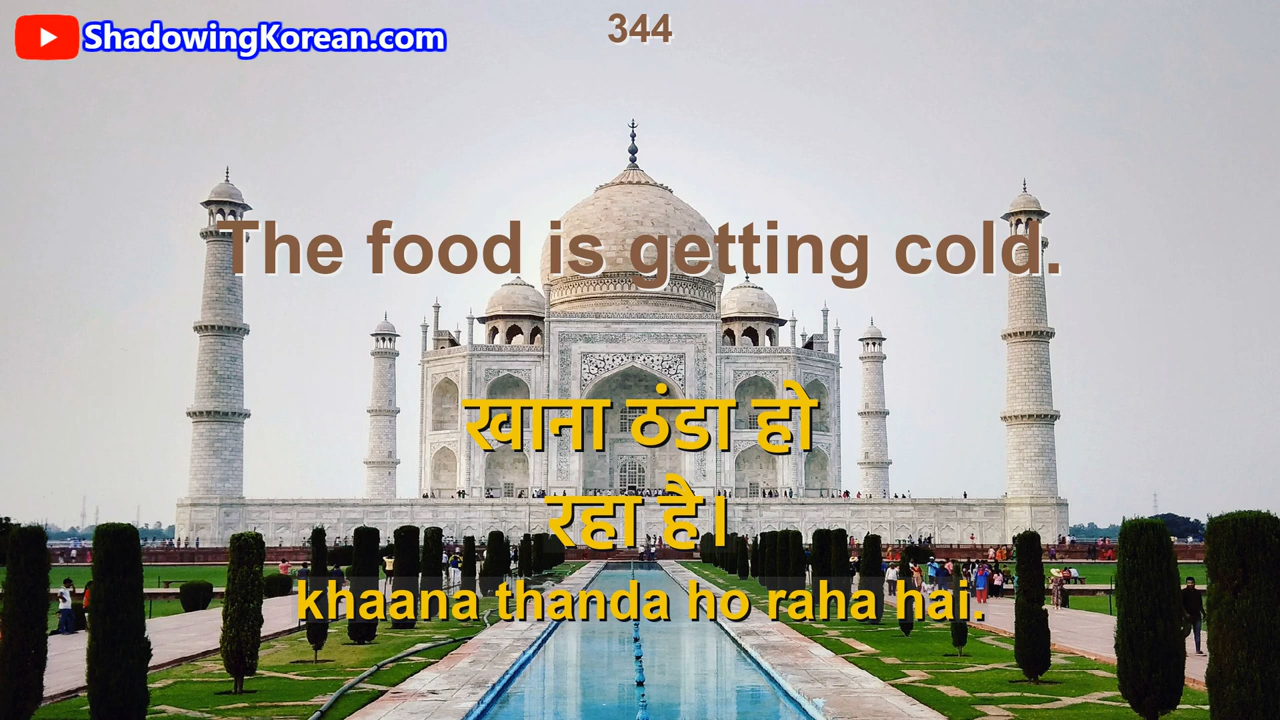 ShadowingKorean.com
344
The food is getting cold.
खाना ठंडा हो
रहा है।
khaana thanda ho raha hai.